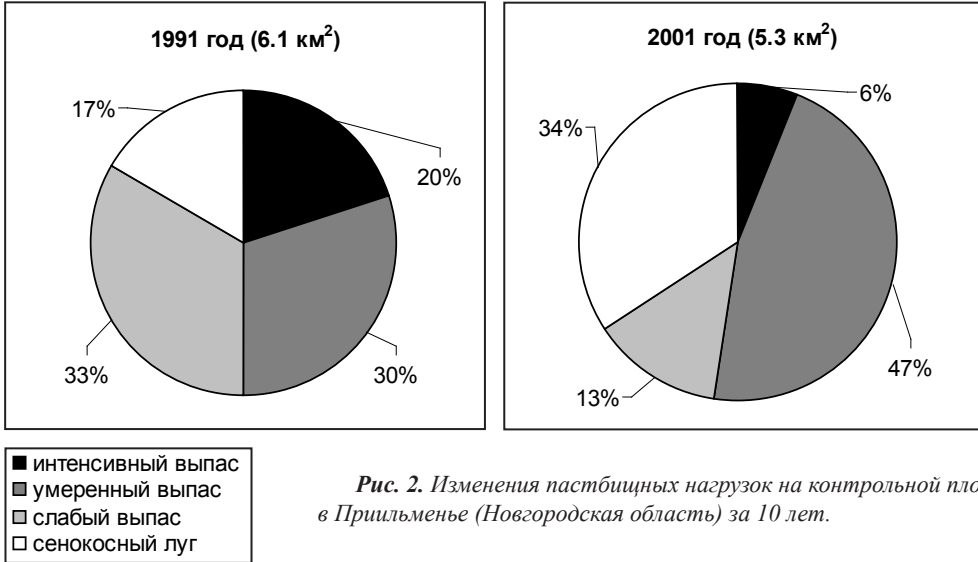 1991 год (6.1 км²)
17%
20%
33%
30%
2001 год (5.3 км²)
6%
34%
47%
13%
интенсивный выпас
умеренный выпас
слабый выпас
сенокосный луг
Рис. 2. Изменения пастбищных нагрузок на контрольной
в Приильменье (Новгородская область) за 10 лет.